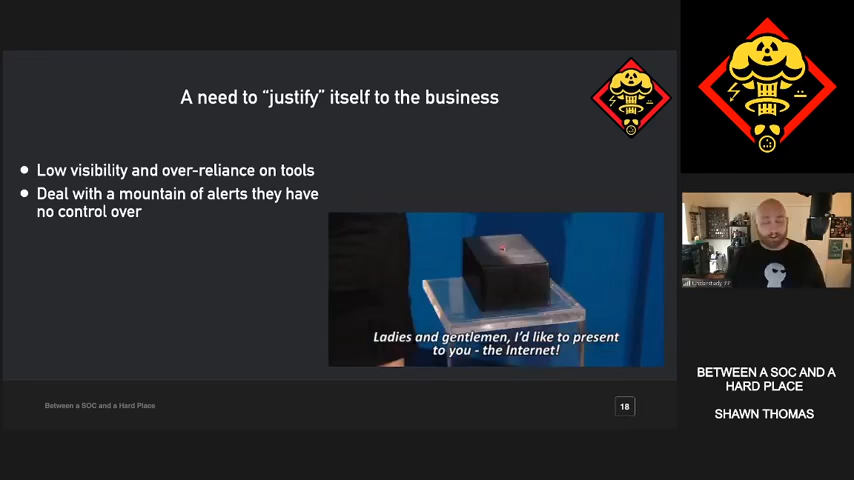 A need to “justify” itself to the business
● Low visibility and over-reliance on tools
● Deal with a mountain of alerts they have
no control over
Ladies and gentlemen, I'd like to present
to you - the Internet!
Between a SOC and a Hard Place
18
BETWEEN A SOC AND A
HARD PLACE
SHAWN THOMAS